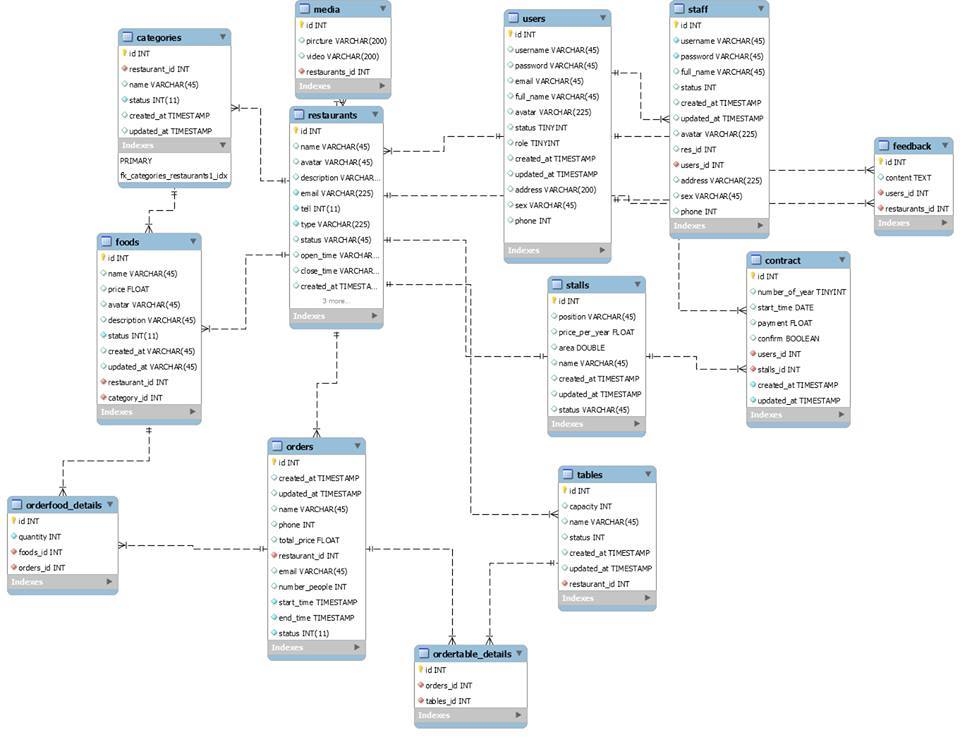 media
id INT
pircture VARCHAR(200)
video VARCHAR(200)
restaurants_id INT
Indexes
users
id INT
username VARCHAR(45)
password VARCHAR(45)
email VARCHAR(45)
full_name VARCHAR(45)
avatar VARCHAR(225)
status TINYINT
role TINYINT
created_at TIMESTAMP
updated_at TIMESTAMP
address VARCHAR(200)
sex VARCHAR(45)
phone INT
Indexes
staff
id INT
username VARCHAR(45)
password VARCHAR(45)
full_name VARCHAR(45)
status INT
created_at TIMESTAMP
updated_at TIMESTAMP
avatar VARCHAR(225)
res_id INT
users_id INT
address VARCHAR(225)
sex VARCHAR(45)
phone INT
Indexes
categories
id INT
restaurant_id INT
name VARCHAR(45)
status INT(11)
created_at TIMESTAMP
updated_at TIMESTAMP
Indexes
PRIMARY
fk_categories_restaurants1_idx
restaurants
id INT
name VARCHAR(45)
avatar VARCHAR(45)
description VARCHAR...
email VARCHAR(225)
tell INT(11)
type VARCHAR(225)
status VARCHAR(45)
open_time VARCHAR...
close_time VARCHAR...
created_at TIMESTA...
3 more...
Indexes
feedback
id INT
content TEXT
users_id INT
restaurants_id INT
Indexes
foods
id INT
name VARCHAR(45)
price FLOAT
avatar VARCHAR(45)
description VARCHAR(45)
status INT(11)
created_at VARCHAR(45)
updated_at VARCHAR(45)
restaurant_id INT
category_id INT
Indexes
contract
id INT
number_of_year TINYINT
start_time DATE
payment FLOAT
confirm BOOLEAN
users_id INT
stalls_id INT
created_at TIMESTAMP
updated_at TIMESTAMP
Indexes
stalls
id INT
position VARCHAR(45)
price_per_year FLOAT
area DOUBLE
name VARCHAR(45)
created_at TIMESTAMP
updated_at TIMESTAMP
status VARCHAR(45)
Indexes
orders
id INT
created_at TIMESTAMP
updated_at TIMESTAMP
name VARCHAR(45)
phone INT
total_price FLOAT
restaurant_id INT
email VARCHAR(45)
number_people INT
start_time TIMESTAMP
end_time TIMESTAMP
status INT(11)
Indexes
tables
id INT
capacity INT
name VARCHAR(45)
status INT
created_at TIMESTAMP
updated_at TIMESTAMP
restaurant_id INT
Indexes
orderfood_details
id INT
quantity INT
foods_id INT
orders_id INT
Indexes
ordertable_details
id INT
orders_id INT
tables_id INT
Indexes